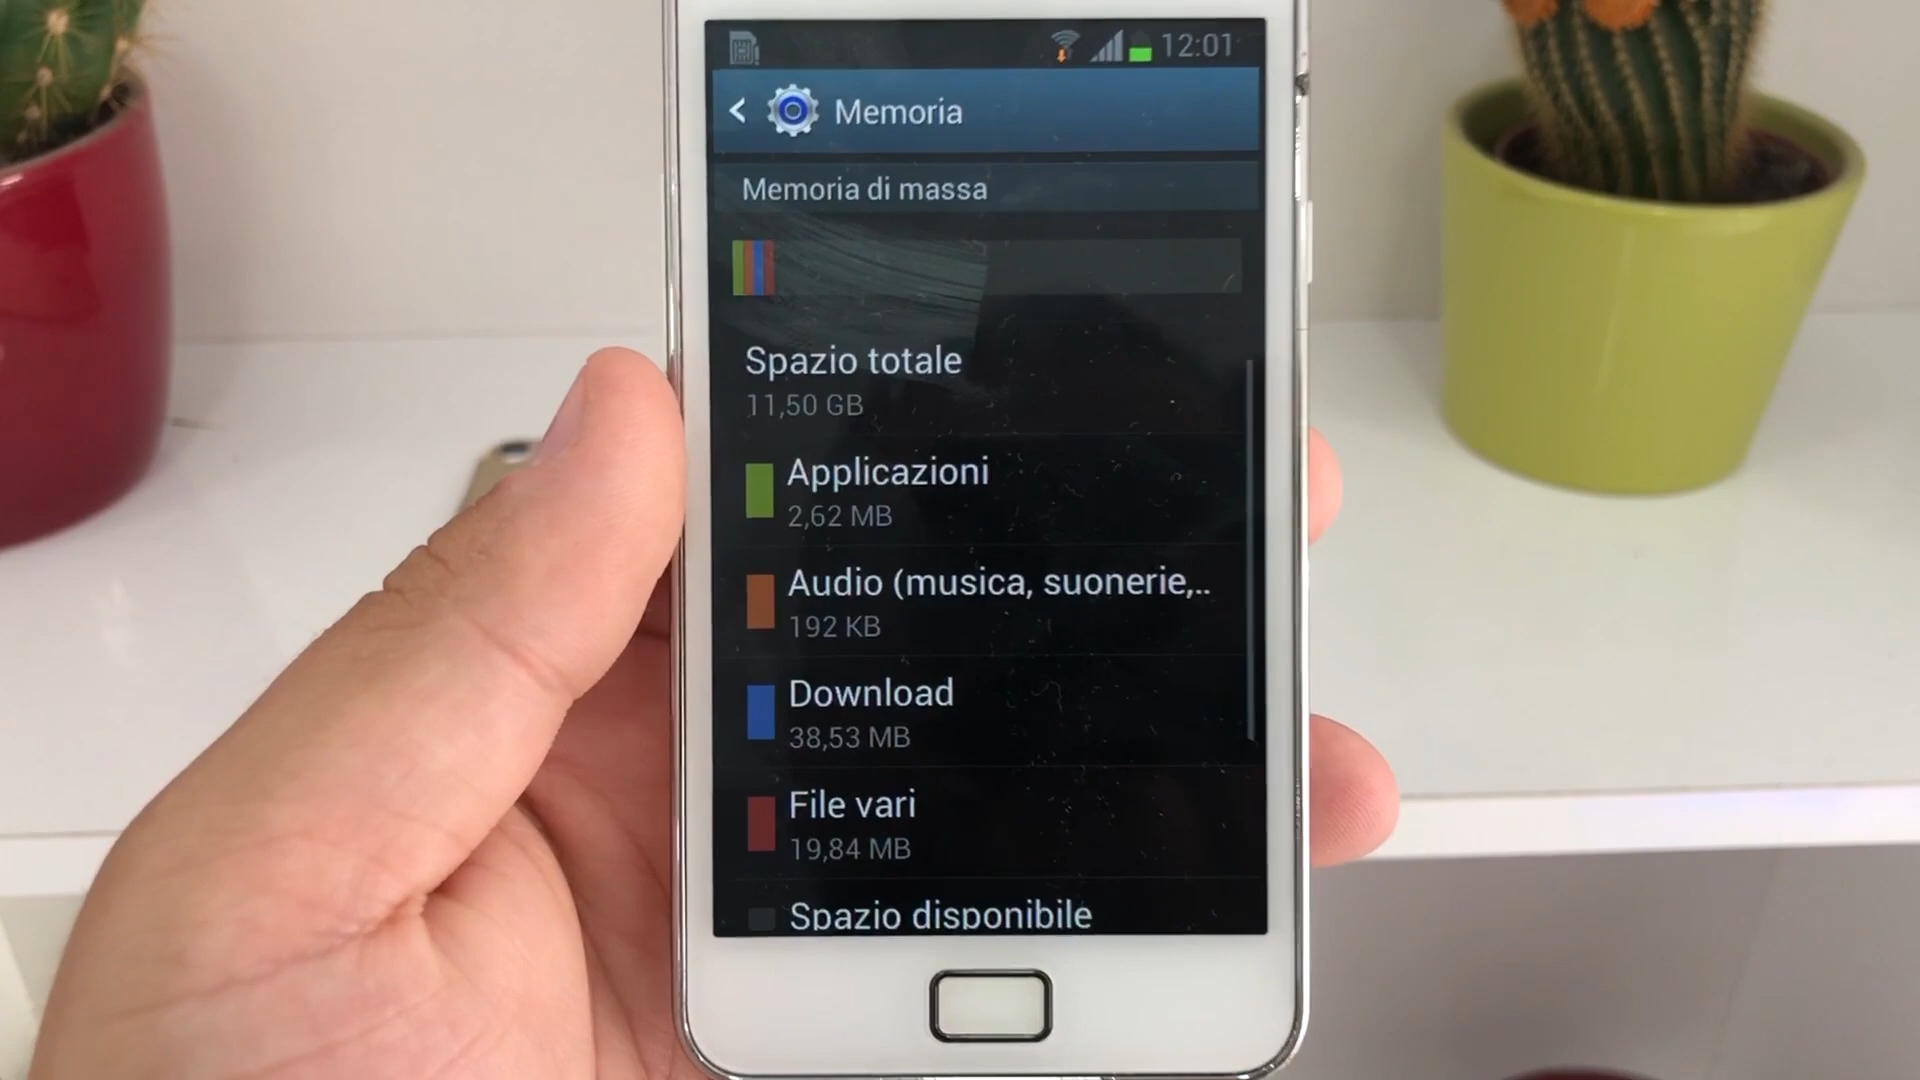 12:01
Memoria
Memoria di massa
Spazio totale
11,50 GB
Applicazioni
2,62 MB
Audio (musica, suonerie,..
192 KB
Download
38,53 MB
File vari
19,84 MB
Spazio disponibile